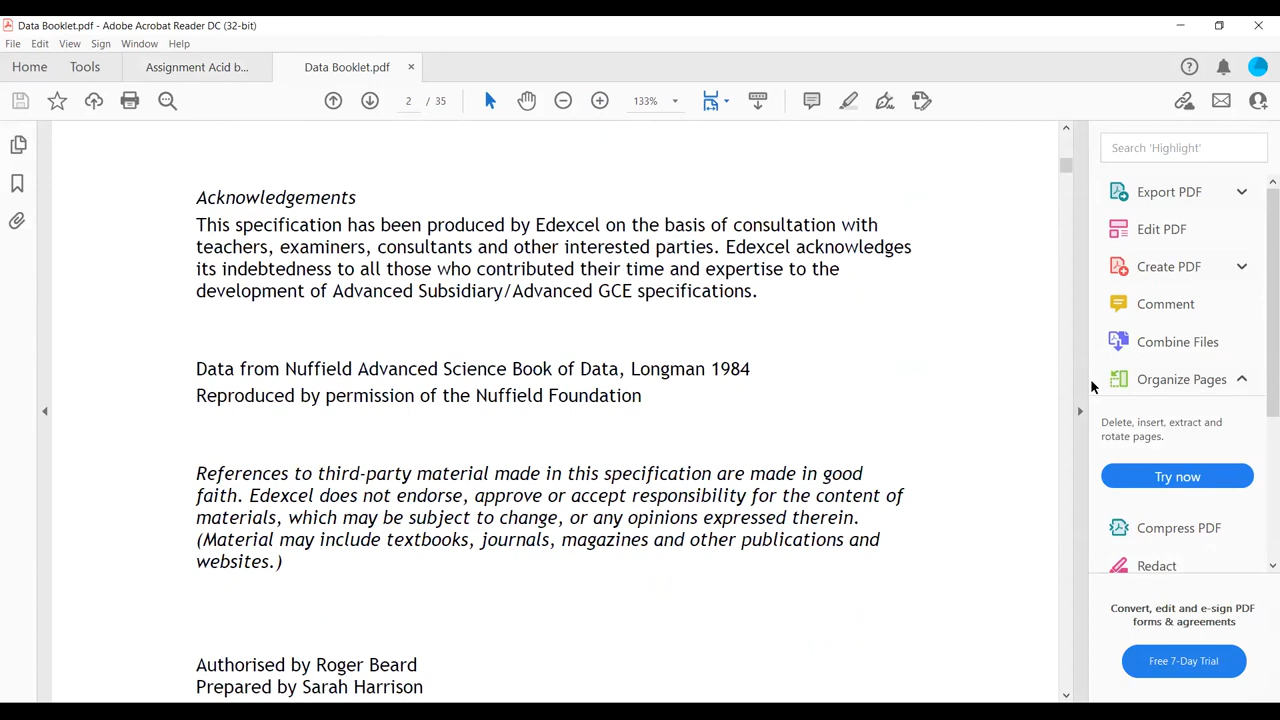 Data Booklet.pdf - Adobe Acrobat Reader DC (32-bit)
File Edit View Sign Window Help
Home Tools Assignment Acid b... Data Booklet.pdf ×
2 / 35 133%
Search 'Highlight'
Acknowledgements
This specification has been produced by Edexcel on the basis of consultation with
teachers, examiners, consultants and other interested parties. Edexcel acknowledges
its indebtedness to all those who contributed their time and expertise to the
development of Advanced Subsidiary/Advanced GCE specifications.
Data from Nuffield Advanced Science Book of Data, Longman 1984
Reproduced by permission of the Nuffield Foundation
References to third-party material made in this specification are made in good
faith. Edexcel does not endorse, approve or accept responsibility for the content of
materials, which may be subject to change, or any opinions expressed therein.
(Material may include textbooks, journals, magazines and other publications and
websites.)
Authorised by Roger Beard
Prepared by Sarah Harrison
Export PDF
Edit PDF
Create PDF
Comment
Combine Files
Organize Pages
Delete, insert, extract and
rotate pages.
Try now
Compress PDF
Redact
Convert, edit and e-sign PDF
forms & agreements
Free 7-Day Trial